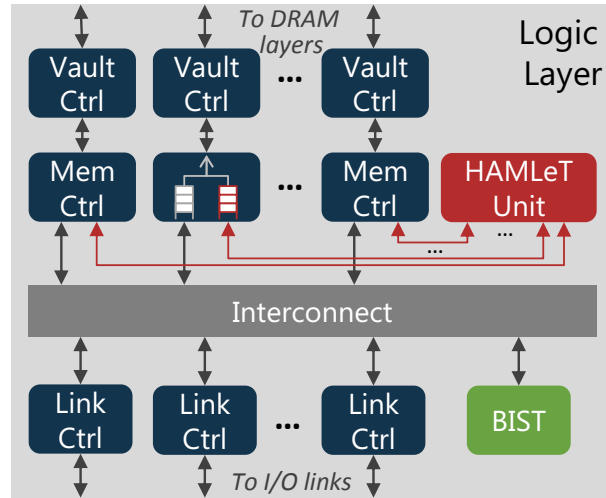 To DRAM
layers
Logic
Layer
Vault
Ctrl
Vault
Ctrl
...
Vault
Ctrl
Mem
Ctrl
...
Mem
Ctrl
HAMLeT
Unit
...
...
Interconnect
Link
Ctrl
Link
Ctrl
...
Link
Ctrl
BIST
To I/O links